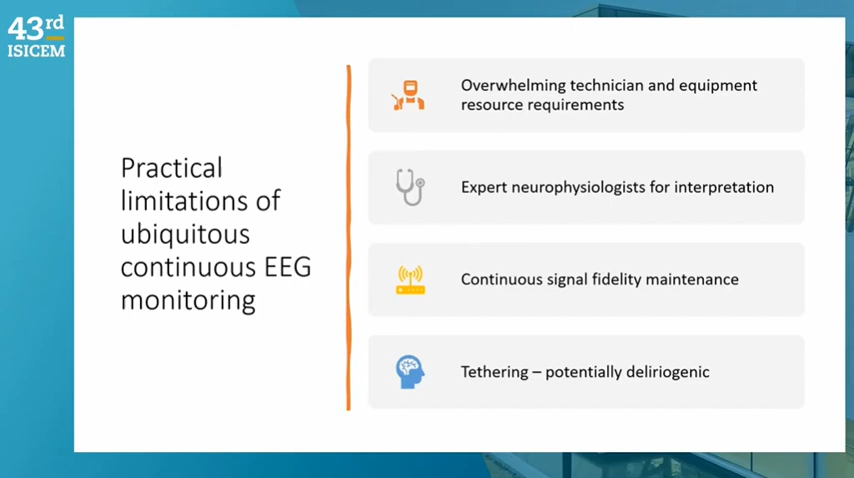 43rd
ISICEM
Practical
limitations of
ubiquitous
continuous EEG
monitoring
Overwhelming technician and equipment
resource requirements
Expert neurophysiologists for interpretation
Continuous signal fidelity maintenance
Tethering – potentially deliriogenic